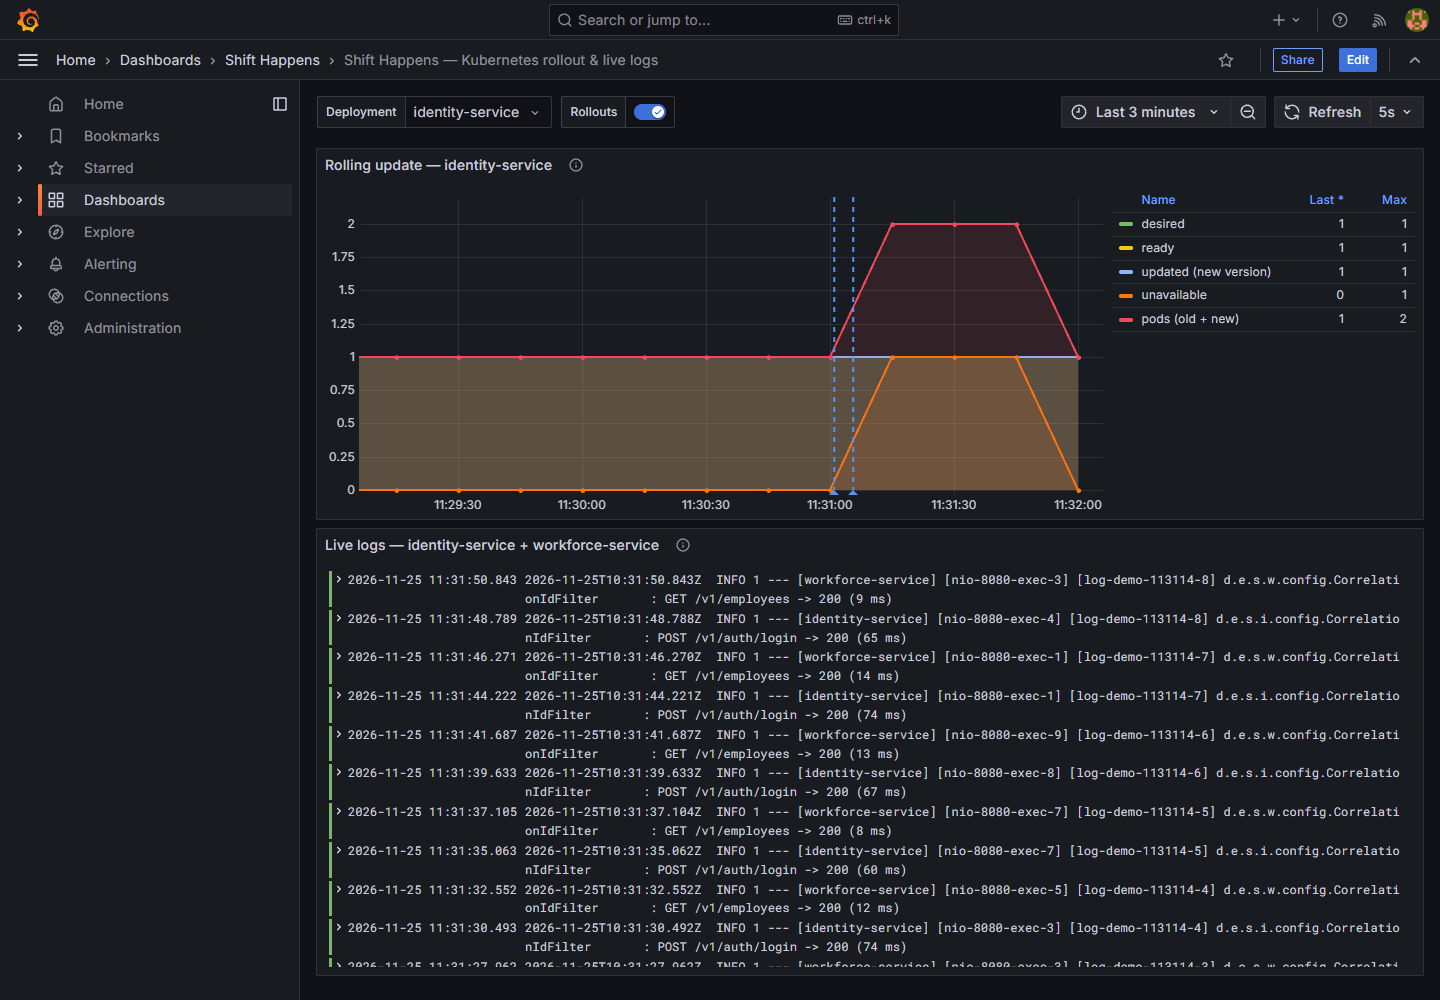 Search or jump to...
ctrl+k
Home
Dashboards
Shift Happens
Shift Happens — Kubernetes rollout & live logs
Share
Edit
Home
Bookmarks
Starred
Dashboards
Explore
Alerting
Connections
Administration
Deployment
identity-service
Rollouts
Last 3 minutes
Refresh
5s
Rolling update — identity-service
2
1.75
1.5
1.25
1
0.75
0.5
0.25
0
11:29:30
11:30:00
11:30:30
11:31:00
11:31:30
11:32:00
Name Last * Max
desired 1 1
ready 1 1
updated (new version) 1 1
unavailable 0 1
pods (old + new) 1 2
Live logs — identity-service + workforce-service
2026-11-25 11:31:50.843 2026-11-25T10:31:50.843Z  INFO 1 --- [workforce-service] [nio-8080-exec-3] [log-demo-113114-8] d.e.s.w.config.Correlati
onIdFilter : GET /v1/employees -> 200 (9 ms)
2026-11-25 11:31:48.789 2026-11-25T10:31:48.788Z  INFO 1 --- [identity-service] [nio-8080-exec-4] [log-demo-113114-8] d.e.s.i.config.Correlatio
nIdFilter : POST /v1/auth/login -> 200 (65 ms)
2026-11-25 11:31:46.271 2026-11-25T10:31:46.270Z  INFO 1 --- [workforce-service] [nio-8080-exec-1] [log-demo-113114-7] d.e.s.w.config.Correlati
onIdFilter : GET /v1/employees -> 200 (14 ms)
2026-11-25 11:31:44.222 2026-11-25T10:31:44.221Z  INFO 1 --- [identity-service] [nio-8080-exec-1] [log-demo-113114-7] d.e.s.i.config.Correlatio
nIdFilter : POST /v1/auth/login -> 200 (74 ms)
2026-11-25 11:31:41.687 2026-11-25T10:31:41.687Z  INFO 1 --- [workforce-service] [nio-8080-exec-9] [log-demo-113114-6] d.e.s.w.config.Correlati
onIdFilter : GET /v1/employees -> 200 (13 ms)
2026-11-25 11:31:39.633 2026-11-25T10:31:39.633Z  INFO 1 --- [identity-service] [nio-8080-exec-8] [log-demo-113114-6] d.e.s.i.config.Correlatio
nIdFilter : POST /v1/auth/login -> 200 (67 ms)
2026-11-25 11:31:37.105 2026-11-25T10:31:37.104Z  INFO 1 --- [workforce-service] [nio-8080-exec-7] [log-demo-113114-5] d.e.s.w.config.Correlati
onIdFilter : GET /v1/employees -> 200 (8 ms)
2026-11-25 11:31:35.063 2026-11-25T10:31:35.062Z  INFO 1 --- [identity-service] [nio-8080-exec-7] [log-demo-113114-5] d.e.s.i.config.Correlatio
nIdFilter : POST /v1/auth/login -> 200 (60 ms)
2026-11-25 11:31:32.552 2026-11-25T10:31:32.552Z  INFO 1 --- [workforce-service] [nio-8080-exec-5] [log-demo-113114-4] d.e.s.w.config.Correlati
onIdFilter : GET /v1/employees -> 200 (12 ms)
2026-11-25 11:31:30.493 2026-11-25T10:31:30.492Z  INFO 1 --- [identity-service] [nio-8080-exec-3] [log-demo-113114-4] d.e.s.i.config.Correlatio
nIdFilter : POST /v1/auth/login -> 200 (74 ms)